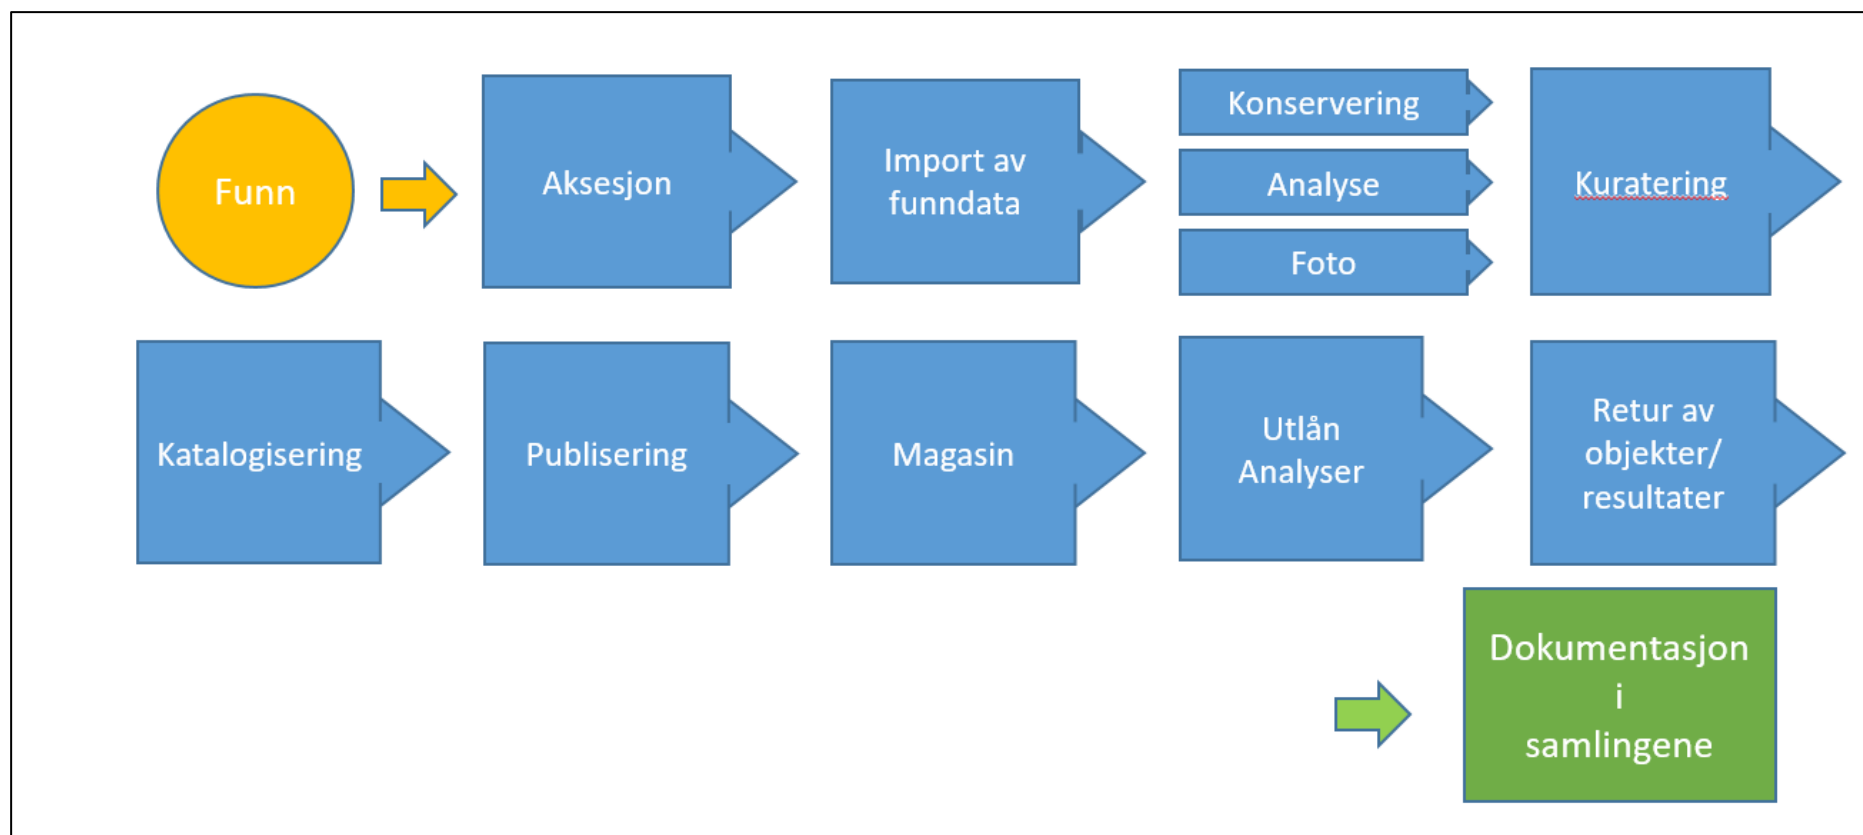 Funn
Aksesjon
Import av
funndata
Konservering
Analyse
Foto
Kuratering
Katalogisering
Publisering
Magasin
Utlån
Analyser
Retur av
objekter/
resultater
Dokumentasjon
i
samlingene